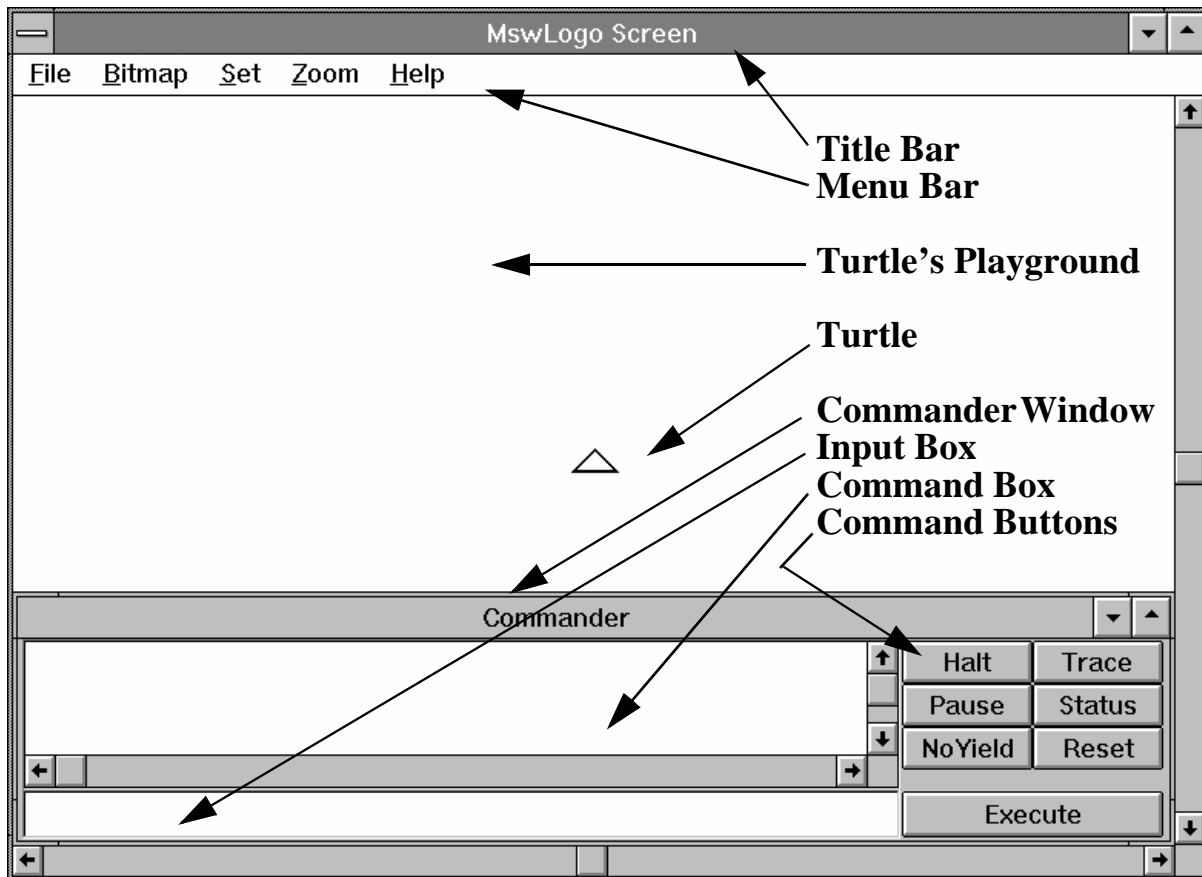 MswLogo Screen
File Bitmap Set Zoom Help
Title Bar
Menu Bar
Turtle’s Playground
Turtle
Commander Window
Input Box
Command Box
Command Buttons
Commander
Halt Trace
Pause Status
NoYield Reset
Execute